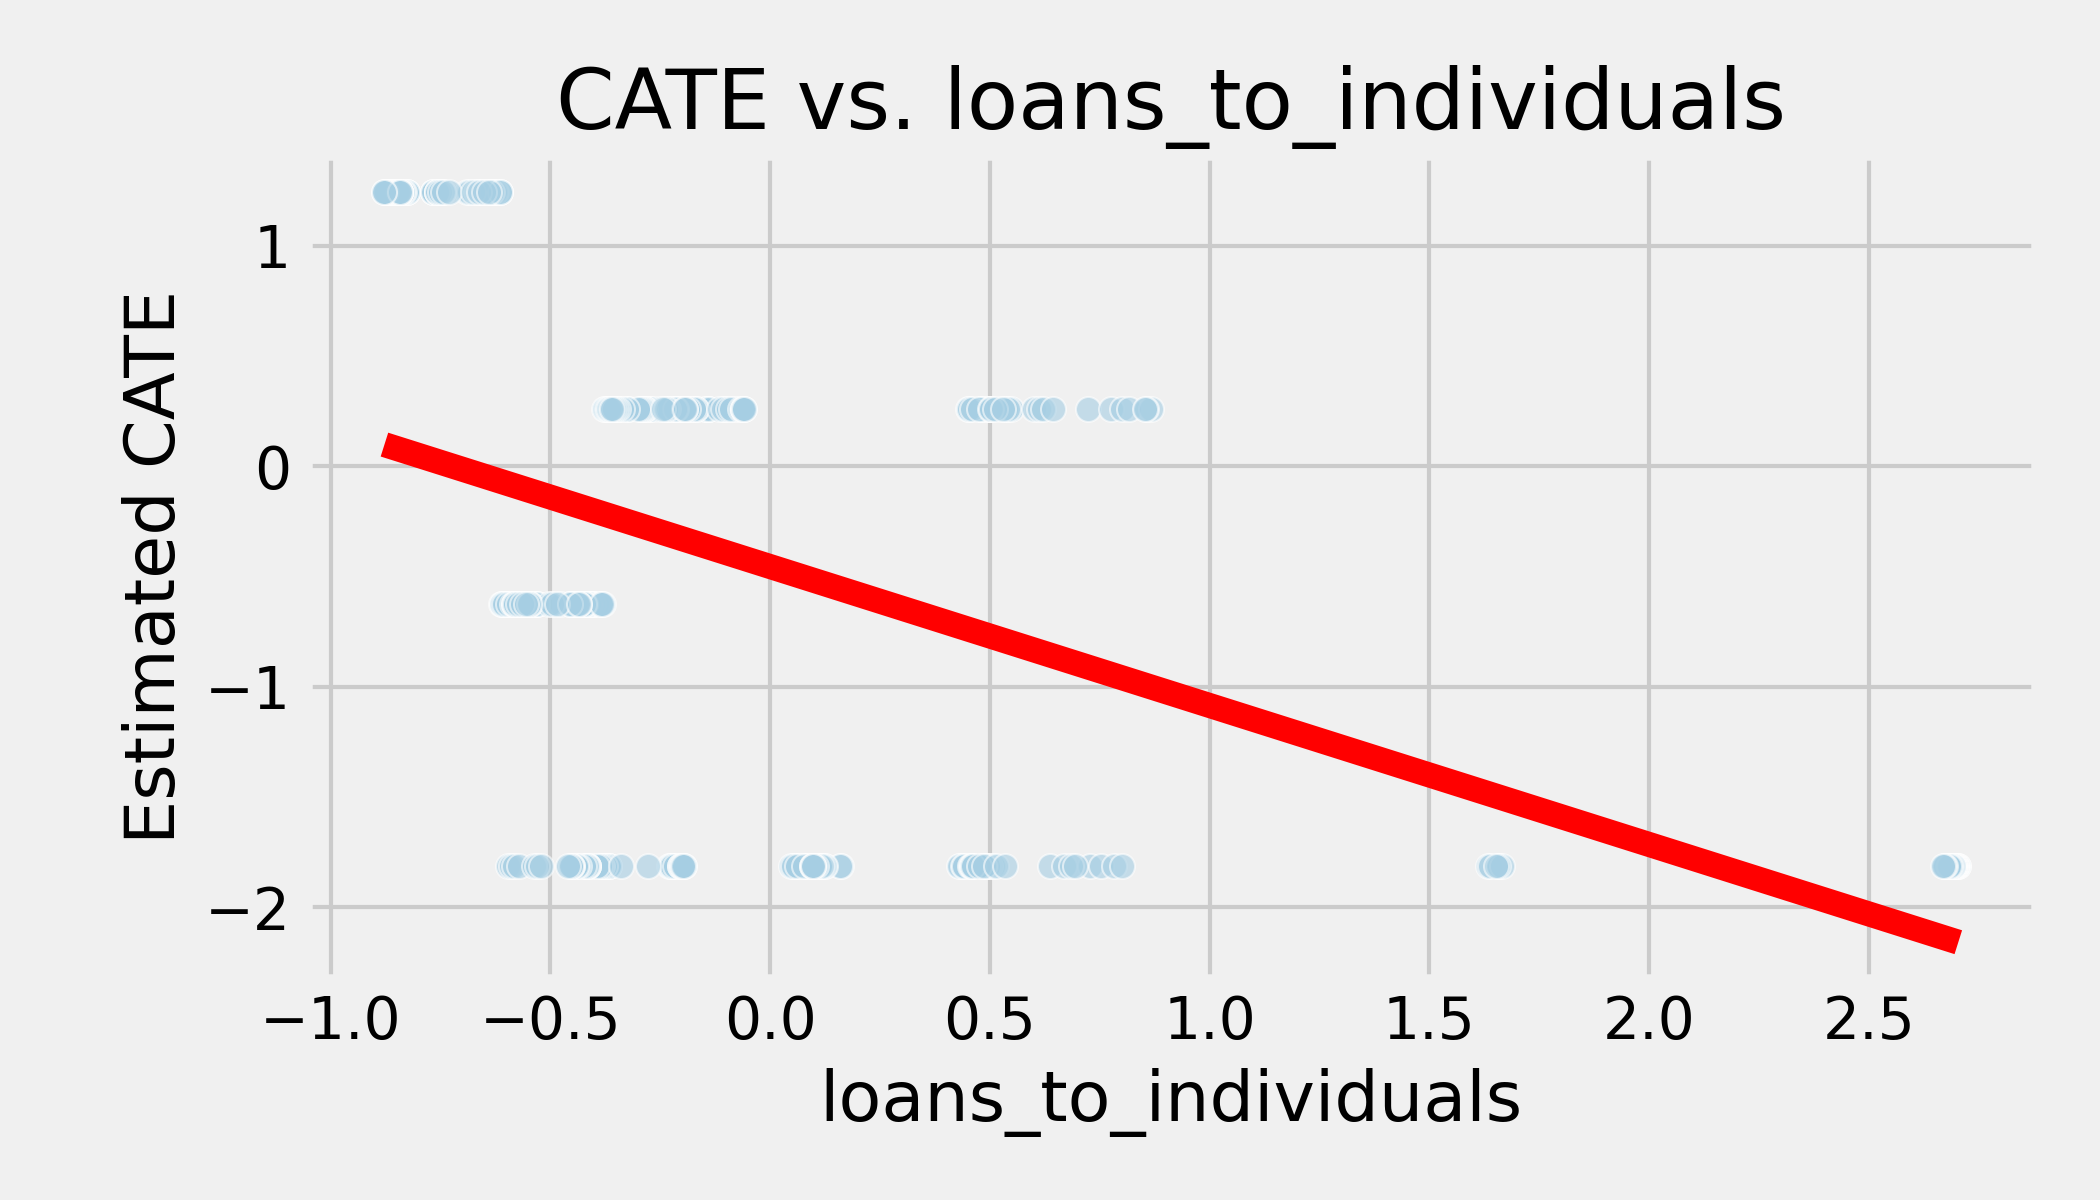 CATE vs. loans_to_individuals
Estimated CATE
1
0
−1
−2
−1.0 −0.5 0.0 0.5 1.0 1.5 2.0 2.5
loans_to_individuals